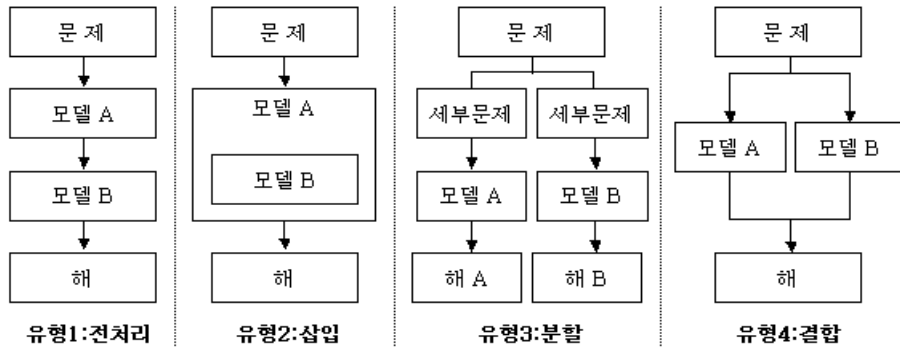 문 제
모델 A
모델 B
해
유형1:전처리
문 제
모델 A
모델 B
해
유형2:삽입
문 제
세부문제
세부문제
모델 A
모델 B
해 A
해 B
유형3:분할
문 제
모델 A
모델 B
해
유형4:결합